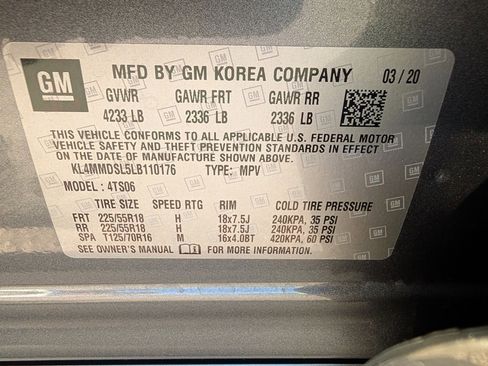 GM
MFD BY GM KOREA COMPANY 03 / 20
GVWR GAWR FRT GAWR RR
4233 LB 2336 LB 2336 LB
THIS VEHICLE CONFORMS TO ALL APPLICABLE U.S. FEDERAL MOTOR
VEHICLE SAFETY AND THEFT PREVENTION STANDARDS IN EFFECT ON
THE DATE OF MANUFACTURE SHOWN ABOVE.
KL4MMDSL5LB110176 TYPE: MPV
MODEL : 4TS06
TIRE SIZE SPEED RTG RIM COLD TIRE PRESSURE
FRT 225/55R18 H 18x7.5J 240KPA, 35 PSI
RR 225/55R18 H 18x7.5J 240KPA, 35 PSI
SPA T125/70R16 M 16x4.0BT 420KPA, 60 PSI
SEE OWNER'S MANUAL FOR MORE INFORMATION.